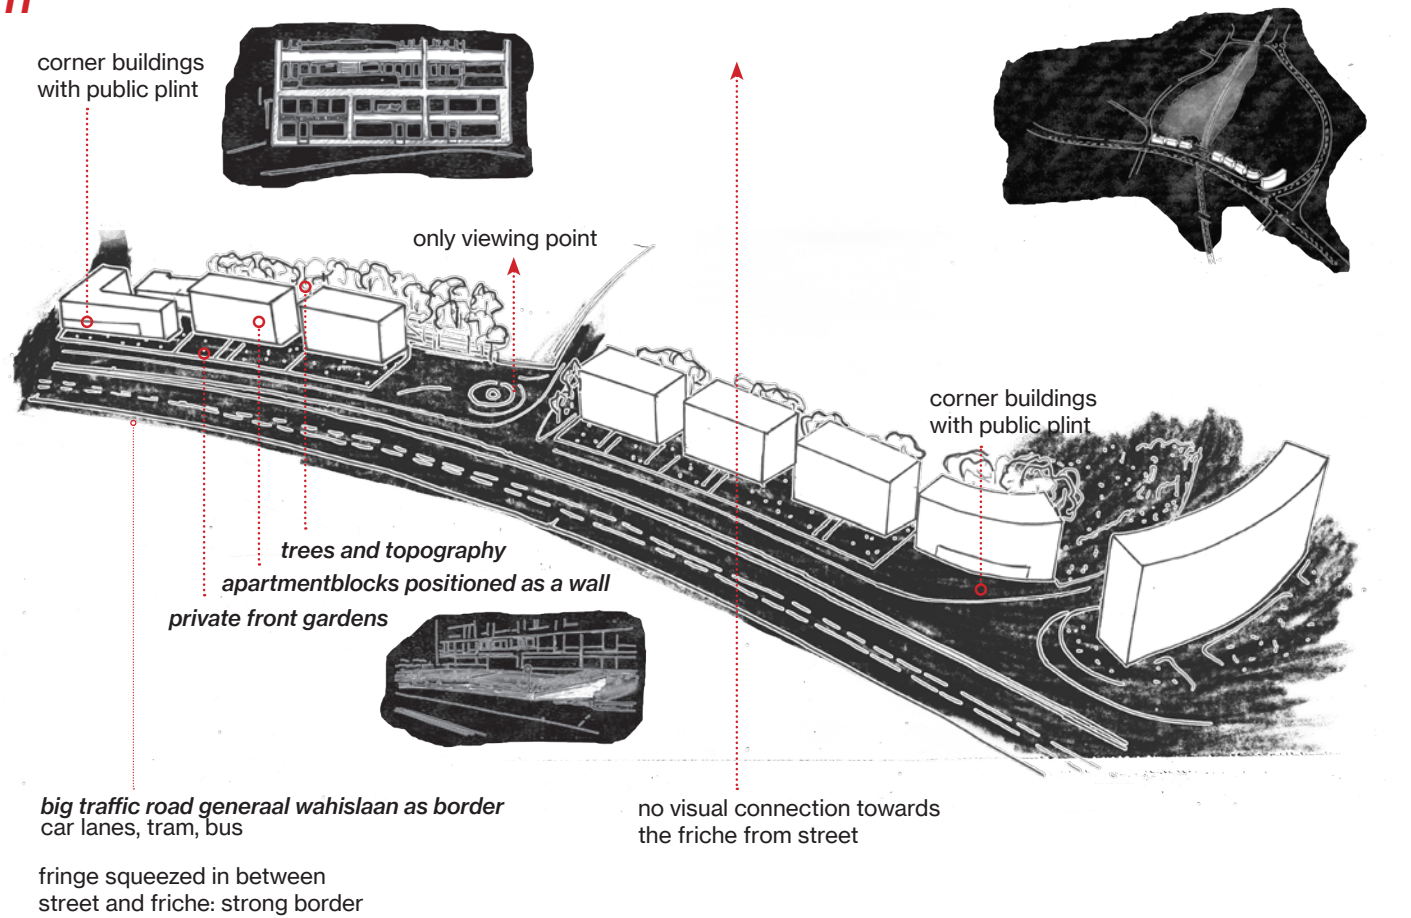 corner buildings
with public plint
only viewing point
corner buildings
with public plint
trees and topography
apartmentblocks positioned as a wall
private front gardens
big traffic road generaal wahislaan as border
car lanes, tram, bus
no visual connection towards
the friche from street
fringe squeezed in between
street and friche: strong border